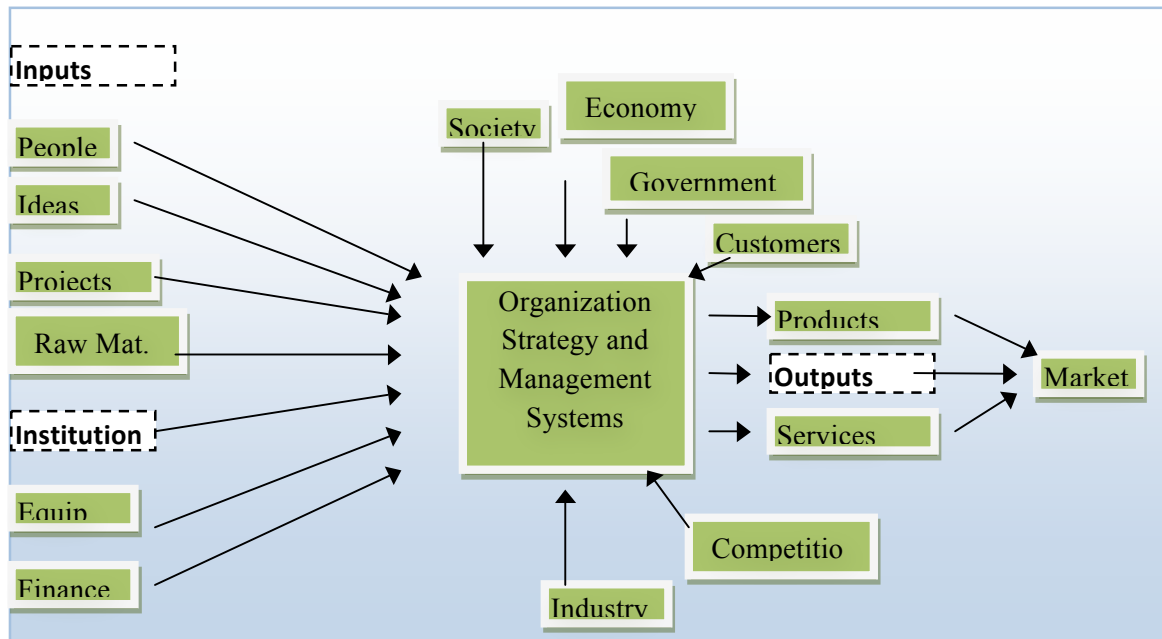 Inputs
People
Ideas
Projects
Raw Mat.
Institution
Equip
Finance
Society
Economy
Government
Customers
Organization
Strategy and
Management
Systems
Products
Outputs
Services
Market
Competitio
Industry